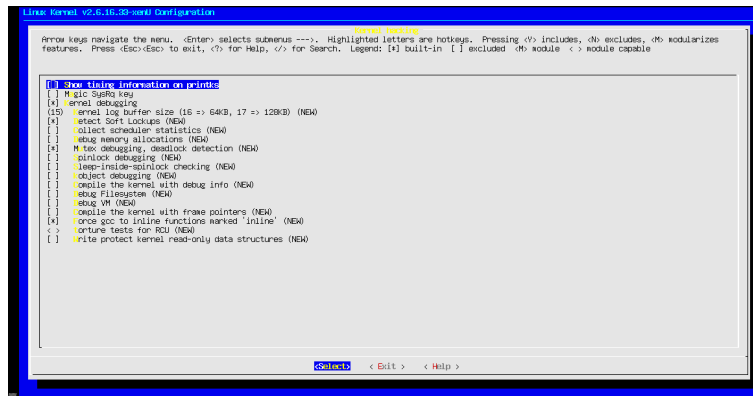 Linux Kernel v2.6.16.33-xenU Configuration
Kernel hacking
Arrow keys navigate the menu. <Enter> selects submenus --->. Highlighted letters are hotkeys. Pressing <Y> includes, <N> excludes, <M> modularizes
features. Press <Esc><Esc> to exit, <?> for Help, </> for Search. Legend: [*] built-in [ ] excluded <M> module < > module capable
[ ] Show timing information on printks
[ ] Magic SysRq key
[*] Kernel debugging
(15) Kernel log buffer size (16 => 64KB, 17 => 128KB) (NEW)
[*] Detect Soft Lockups (NEW)
[ ] Collect scheduler statistics (NEW)
[ ] Debug memory allocations (NEW)
[*] Mutex debugging, deadlock detection (NEW)
[ ] Spinlock debugging (NEW)
[ ] Sleep-inside-spinlock checking (NEW)
[ ] kobject debugging (NEW)
[ ] Compile the kernel with debug info (NEW)
[ ] Debug Filesystem (NEW)
[ ] Debug VM (NEW)
[ ] Compile the kernel with frame pointers (NEW)
[*] Force gcc to inline functions marked 'inline' (NEW)
< > torture tests for RCU (NEW)
[ ] Write protect kernel read-only data structures (NEW)
<Select> < Exit > < Help >